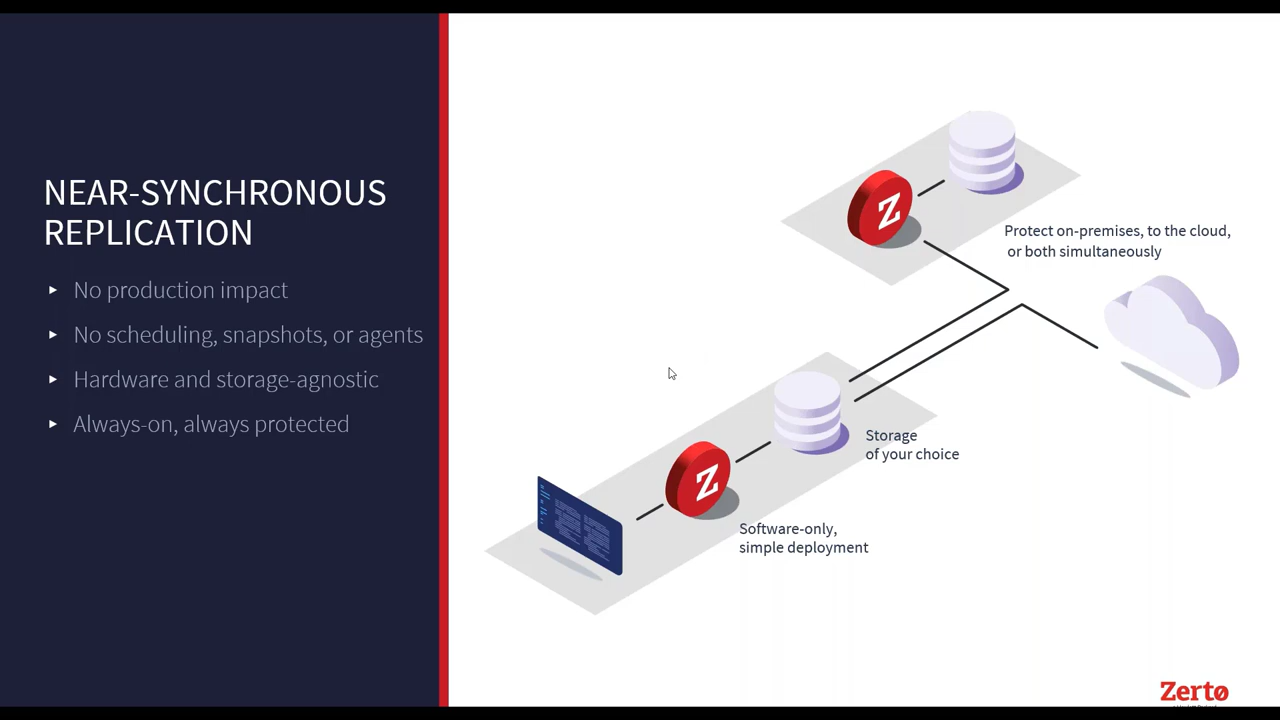 NEAR-SYNCHRONOUS
REPLICATION
▸ No production impact
▸ No scheduling, snapshots, or agents
▸ Hardware and storage-agnostic
▸ Always-on, always protected
Z
Protect on-premises, to the cloud,
or both simultaneously
Storage
of your choice
Z
Software-only,
simple deployment
Zerto